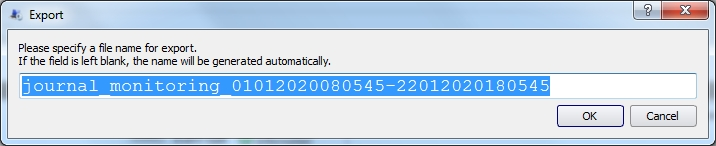 Export
Please specify a file name for export.
If the field is left blank, the name will be generated automatically.
journal_monitoring_01012020080545-22012020180545
OK
Cancel